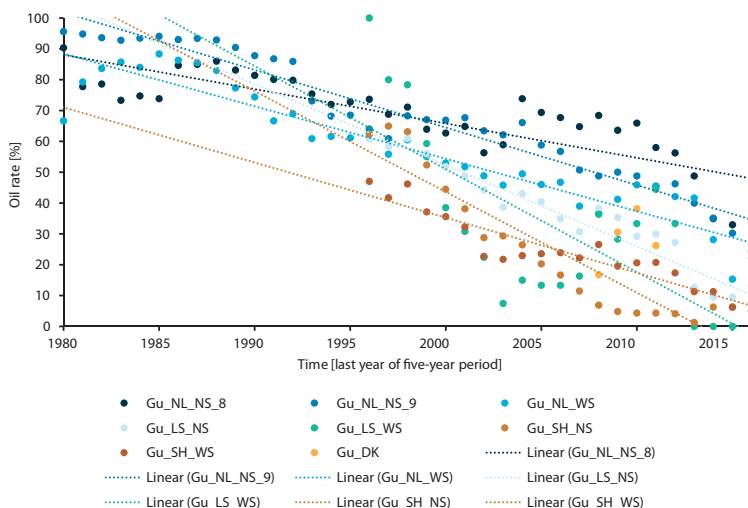 Oil rate [%]
100
90
80
70
60
50
40
30
20
10
0
1980 1985 1990 1995 2000 2005 2010 2015
Time [last year of five-year period]
Gu_NL_NS_8 Gu_NL_NS_9 Gu_NL_WS
Gu_LS_NS Gu_LS_WS Gu_SH_NS
Gu_SH_WS Gu_DK Linear (Gu_NL_NS_8)
Linear (Gu_NL_NS_9) Linear (Gu_NL_WS) Linear (Gu_LS_NS)
Linear (Gu_LS_WS) Linear (Gu_SH_NS) Linear (Gu_SH_WS)